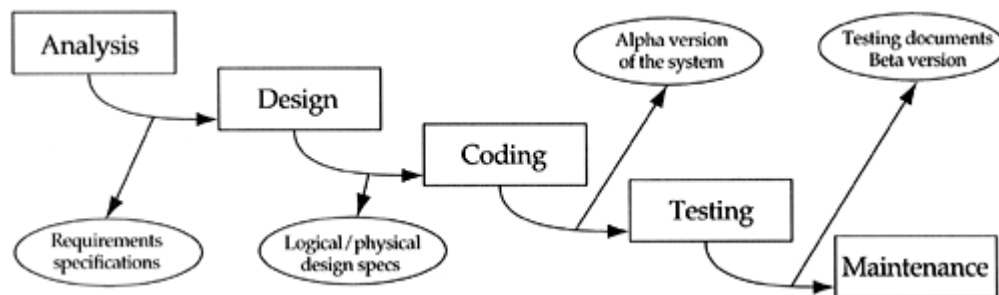 Analysis
Alpha version
of the system
Testing documents
Beta version
Design
Coding
Testing
Requirements
specifications
Logical/physical
design specs
Maintenance